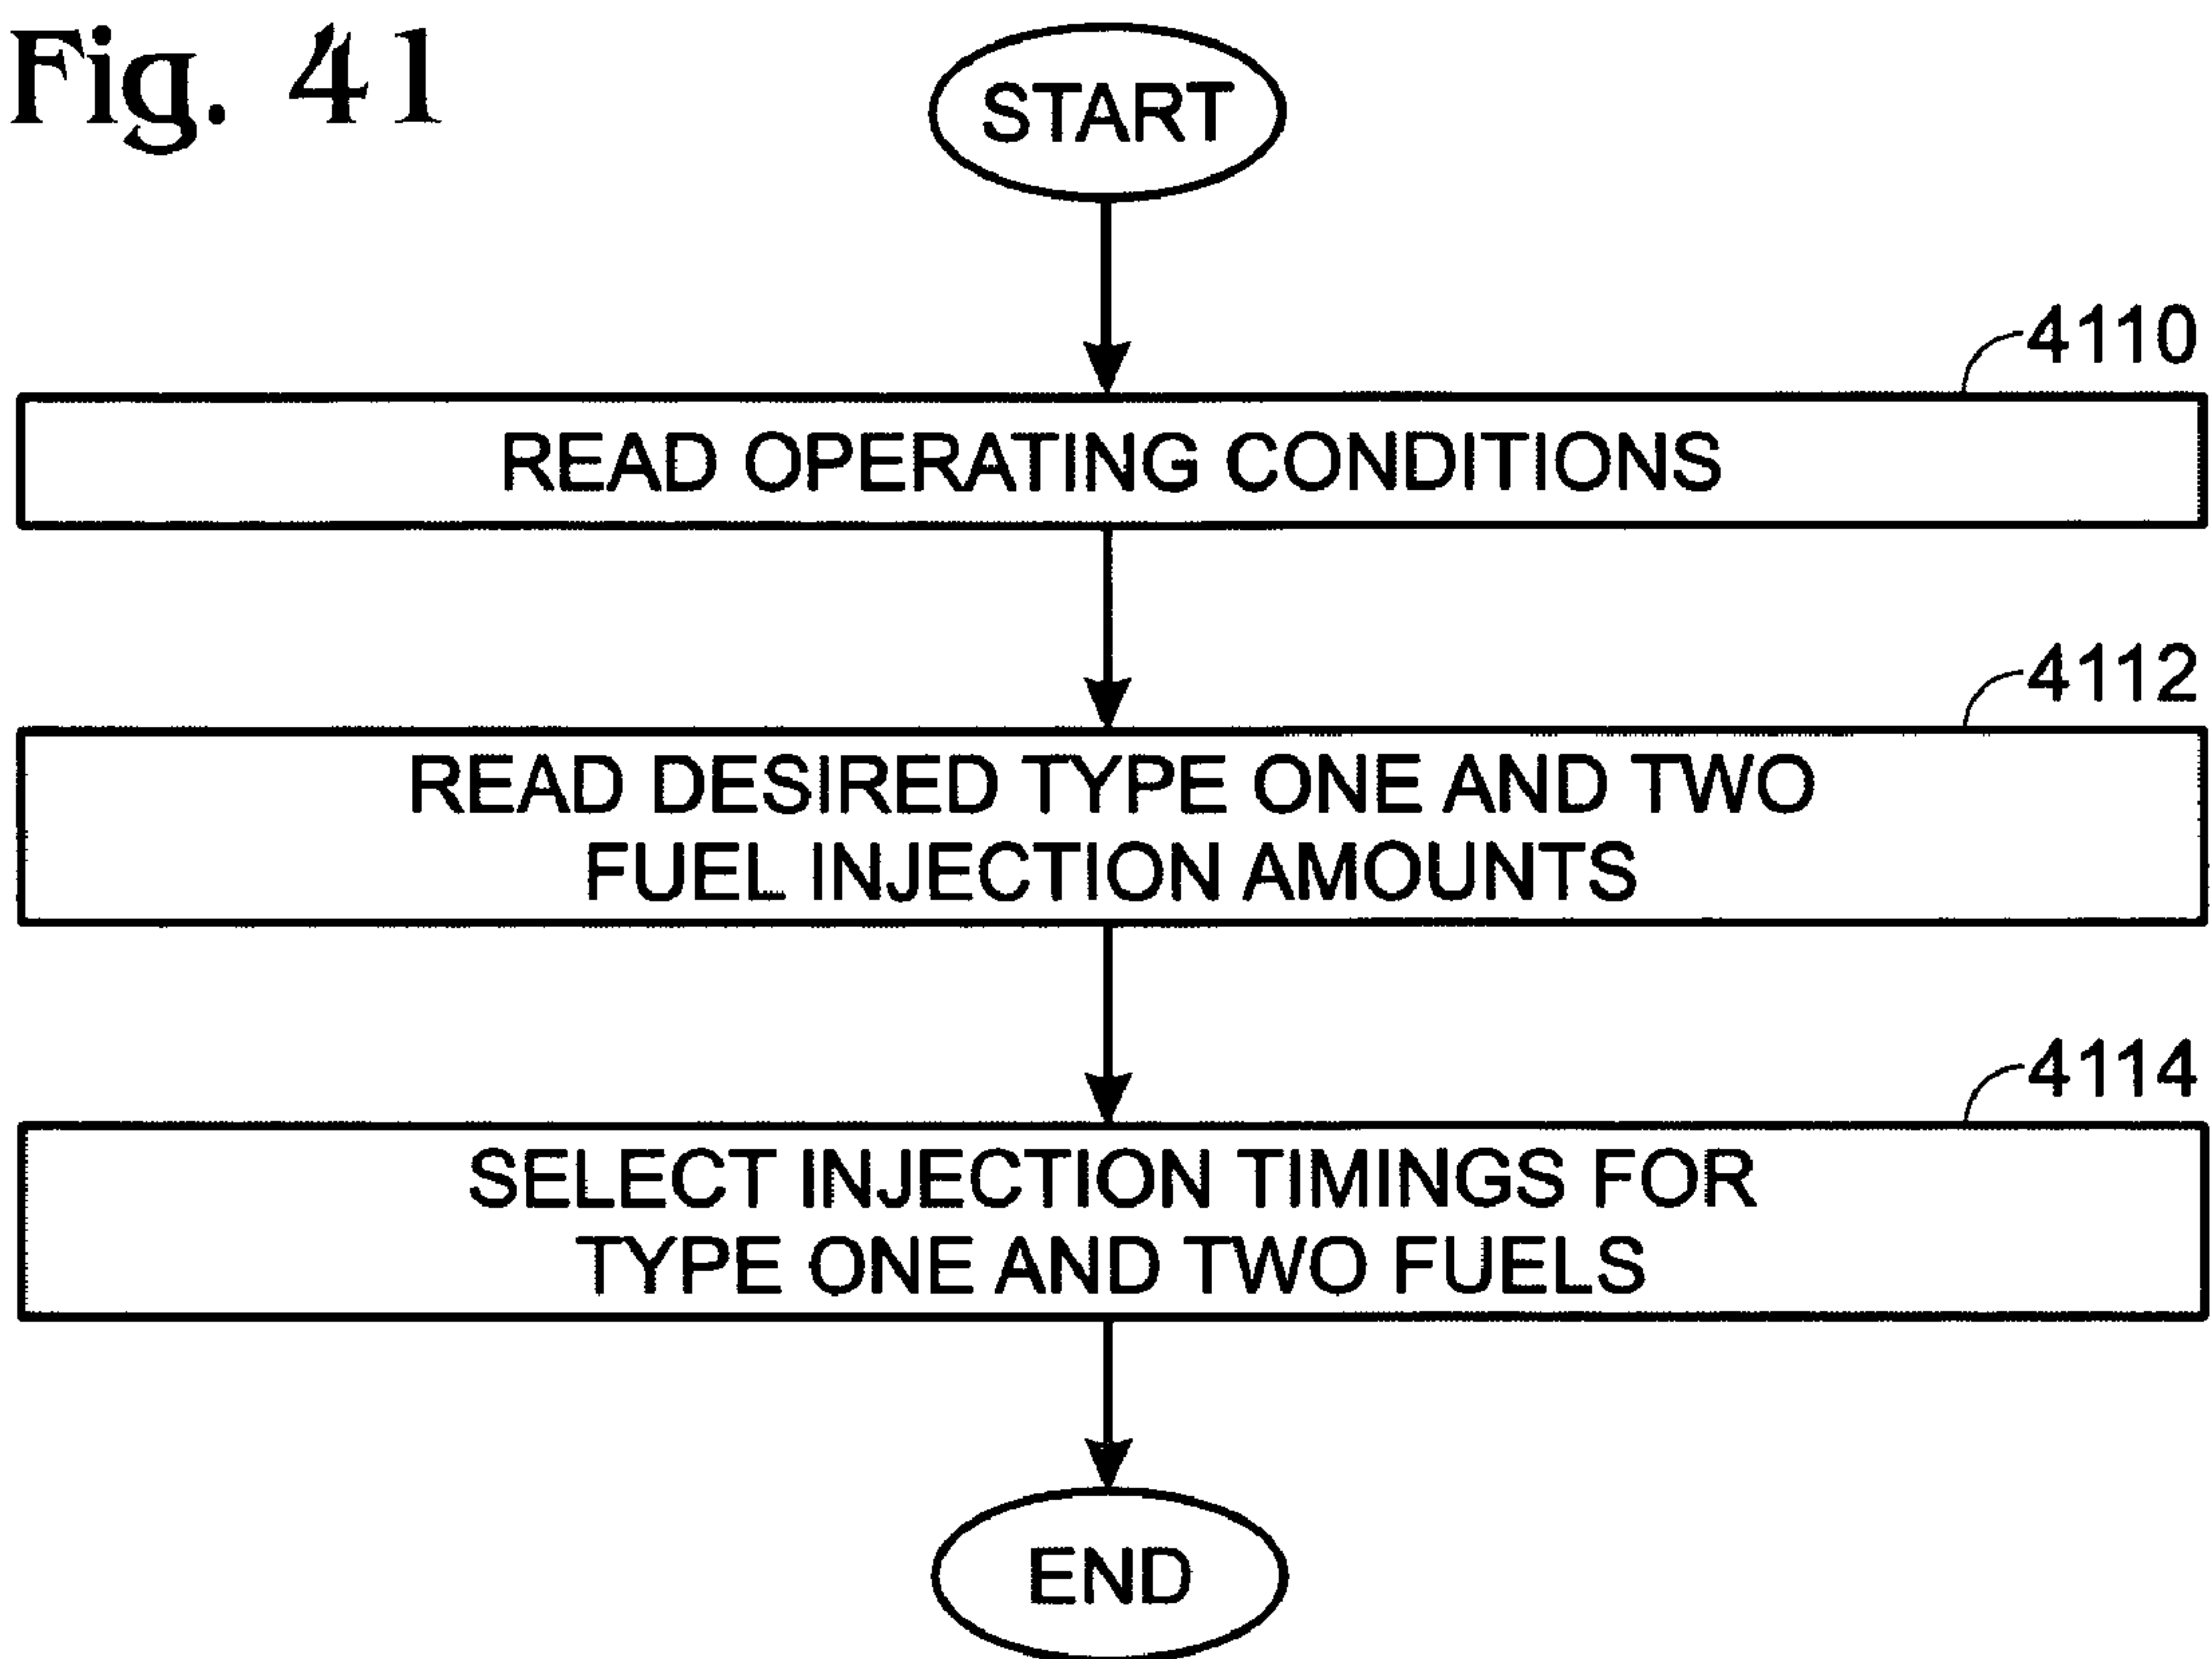 Fig. 41
START
4110
READ OPERATING CONDITIONS
4112
READ DESIRED TYPE ONE AND TWO
FUEL INJECTION AMOUNTS
4114
SELECT INJECTION TIMINGS FOR
TYPE ONE AND TWO FUELS
END